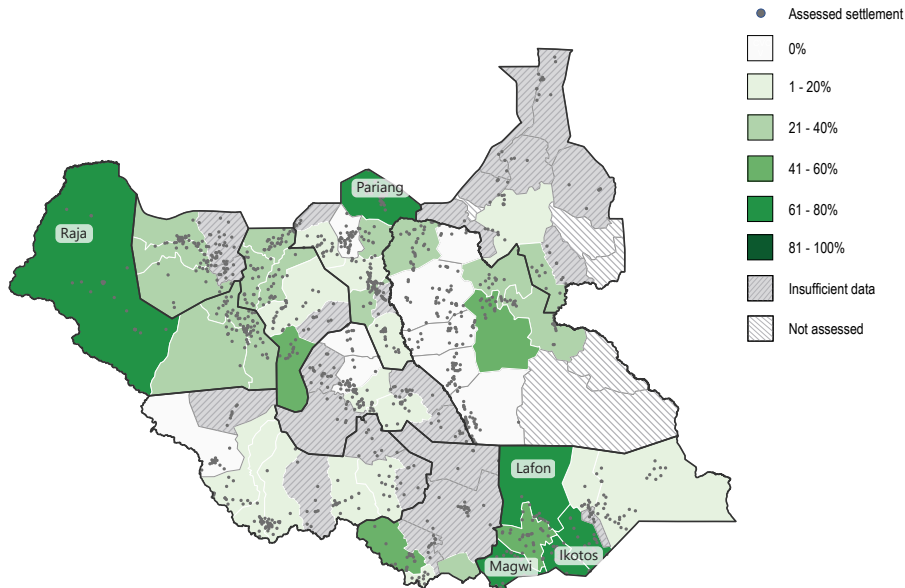 Assessed settlement
0%
1 - 20%
21 - 40%
41 - 60%
61 - 80%
81 - 100%
Insufficient data
Not assessed
Pariang
Raja
Lafon
Ikotos
Magwi